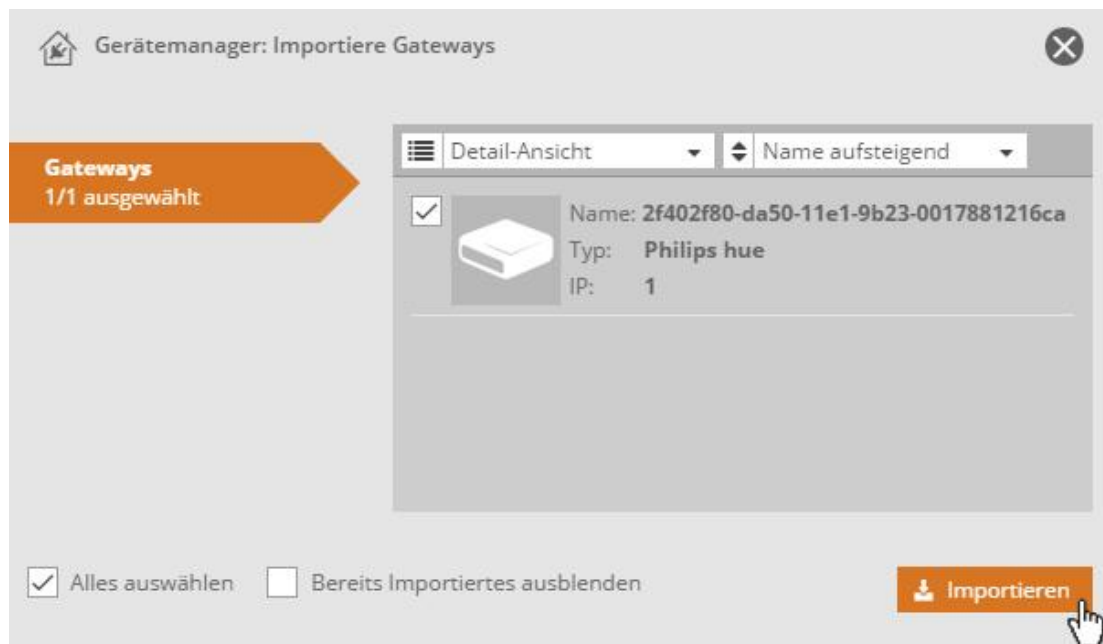 Gerätemanager: Importiere Gateways
Gateways
1/1 ausgewählt
Detail-Ansicht
Name aufsteigend
Name: 2f402f80-da50-11e1-9b23-0017881216ca
Typ: Philips hue
IP: 1
Alles auswählen
Bereits Importiertes ausblenden
Importieren